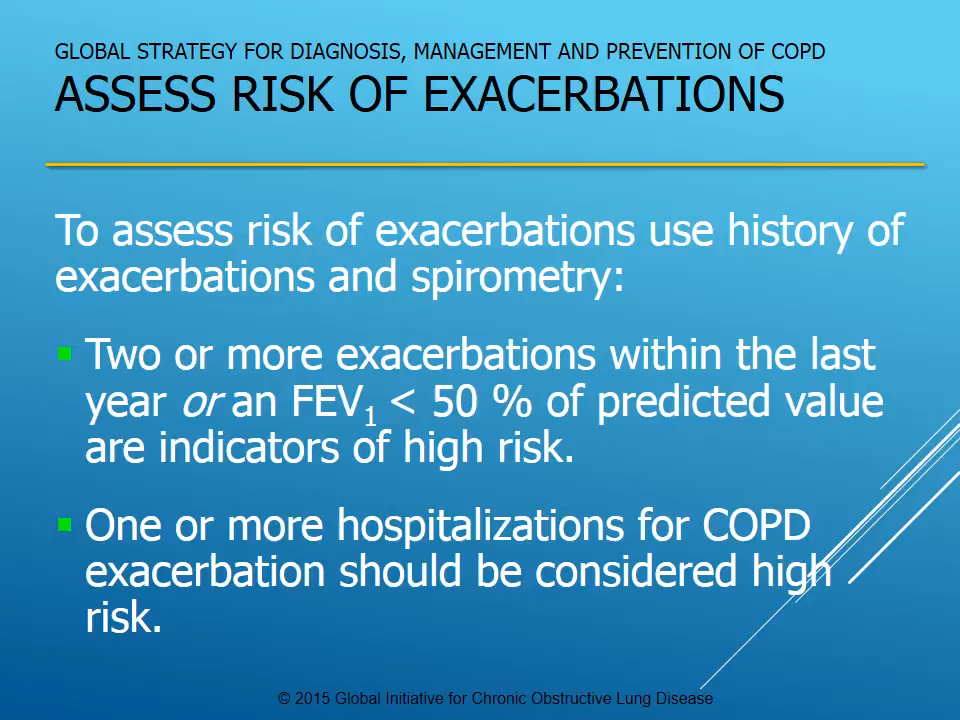 GLOBAL STRATEGY FOR DIAGNOSIS, MANAGEMENT AND PREVENTION OF COPD
ASSESS RISK OF EXACERBATIONS
To assess risk of exacerbations use history of
exacerbations and spirometry:
▪ Two or more exacerbations within the last
year or an FEV₁ < 50 % of predicted value
are indicators of high risk.
▪ One or more hospitalizations for COPD
exacerbation should be considered high
risk.
© 2015 Global Initiative for Chronic Obstructive Lung Disease